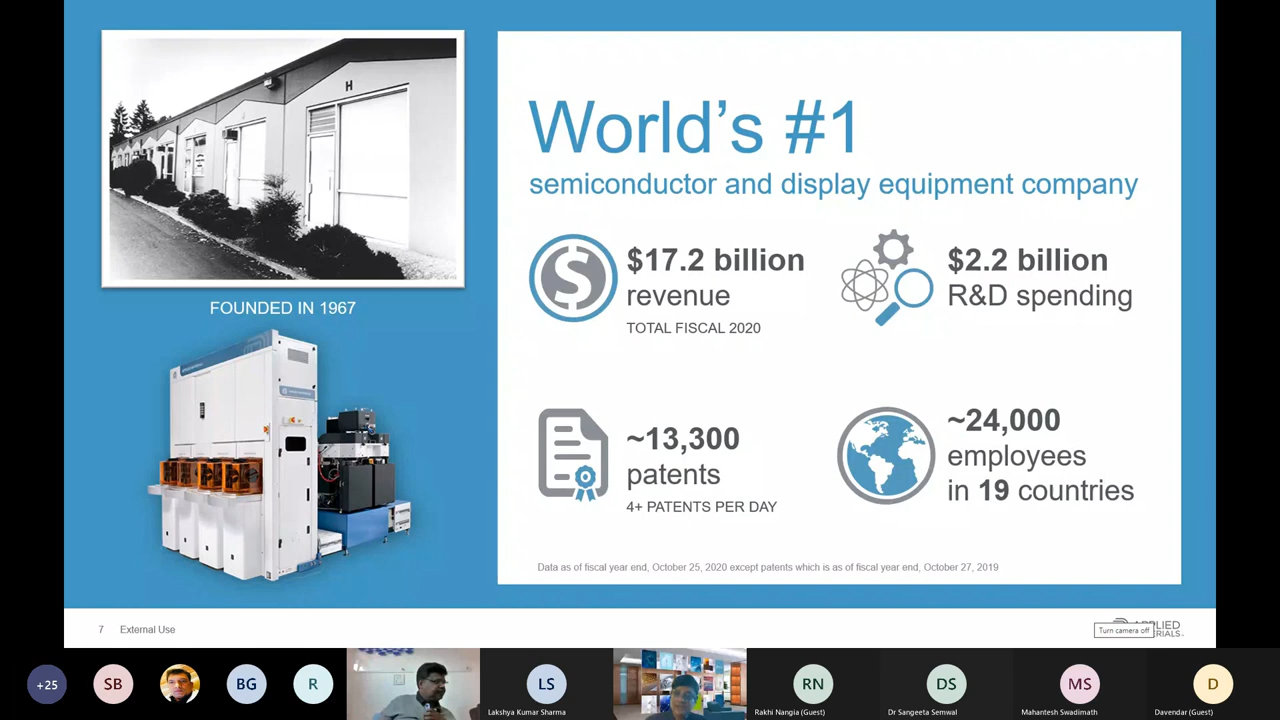 H
FOUNDED IN 1967
World's #1
semiconductor and display equipment company
$17.2 billion
revenue
TOTAL FISCAL 2020
$2.2 billion
R&D spending
~13,300
patents
4+ PATENTS PER DAY
~24,000
employees
in 19 countries
Data as of fiscal year end, October 25, 2020 except patents which is as of fiscal year end, October 27, 2019
7 External Use
Turn camera off
+25
SB
BG
R
LS
Lakshya Kumar Sharma
RN
Rakhi Nangia (Guest)
DS
Dr Sangeeta Semwal
MS
Mahantesh Swadimath
D
Davendar (Guest)